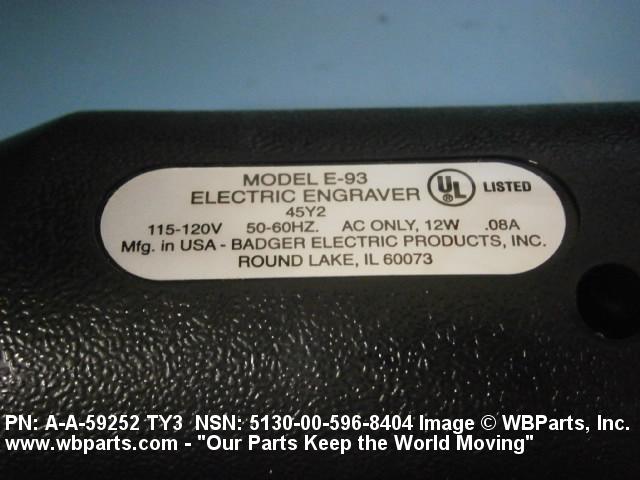 MODEL E-93
ELECTRIC ENGRAVER UL ® LISTED
45Y2
115-120V 50-60HZ. AC ONLY, 12W .08A
Mfg. in USA - BADGER ELECTRIC PRODUCTS, INC.
ROUND LAKE, IL 60073
PN: A-A-59252 TY3 NSN: 5130-00-596-8404 Image © WBParts, Inc.
www.wbparts.com - "Our Parts Keep the World Moving"